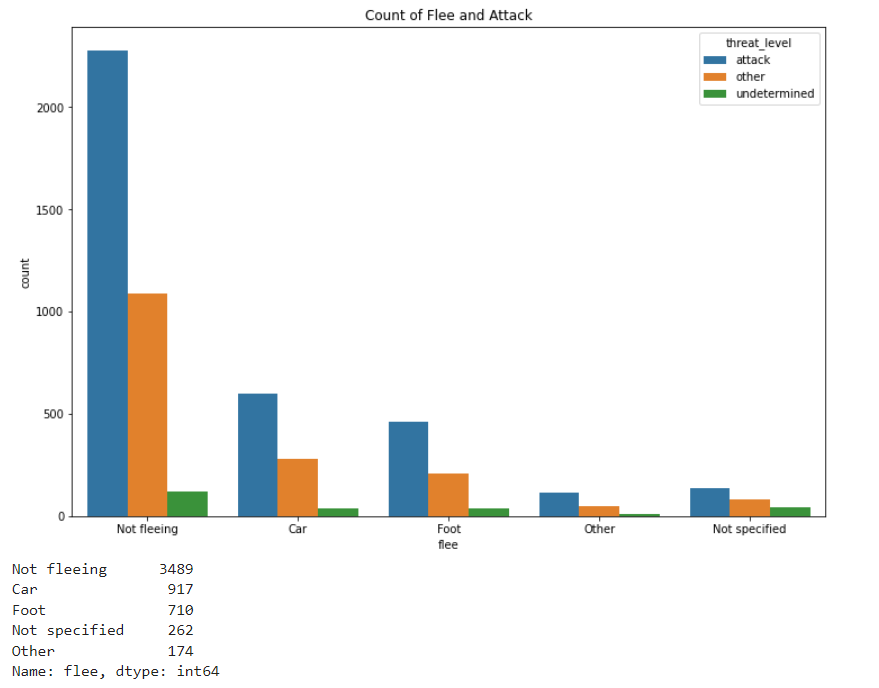 Count of Flee and Attack
threat_level
attack
other
undetermined
2000
1500
1000
500
0
count
Not fleeing Car Foot Other Not specified
flee
Not fleeing 3489
Car 917
Foot 710
Not specified 262
Other 174
Name: flee, dtype: int64